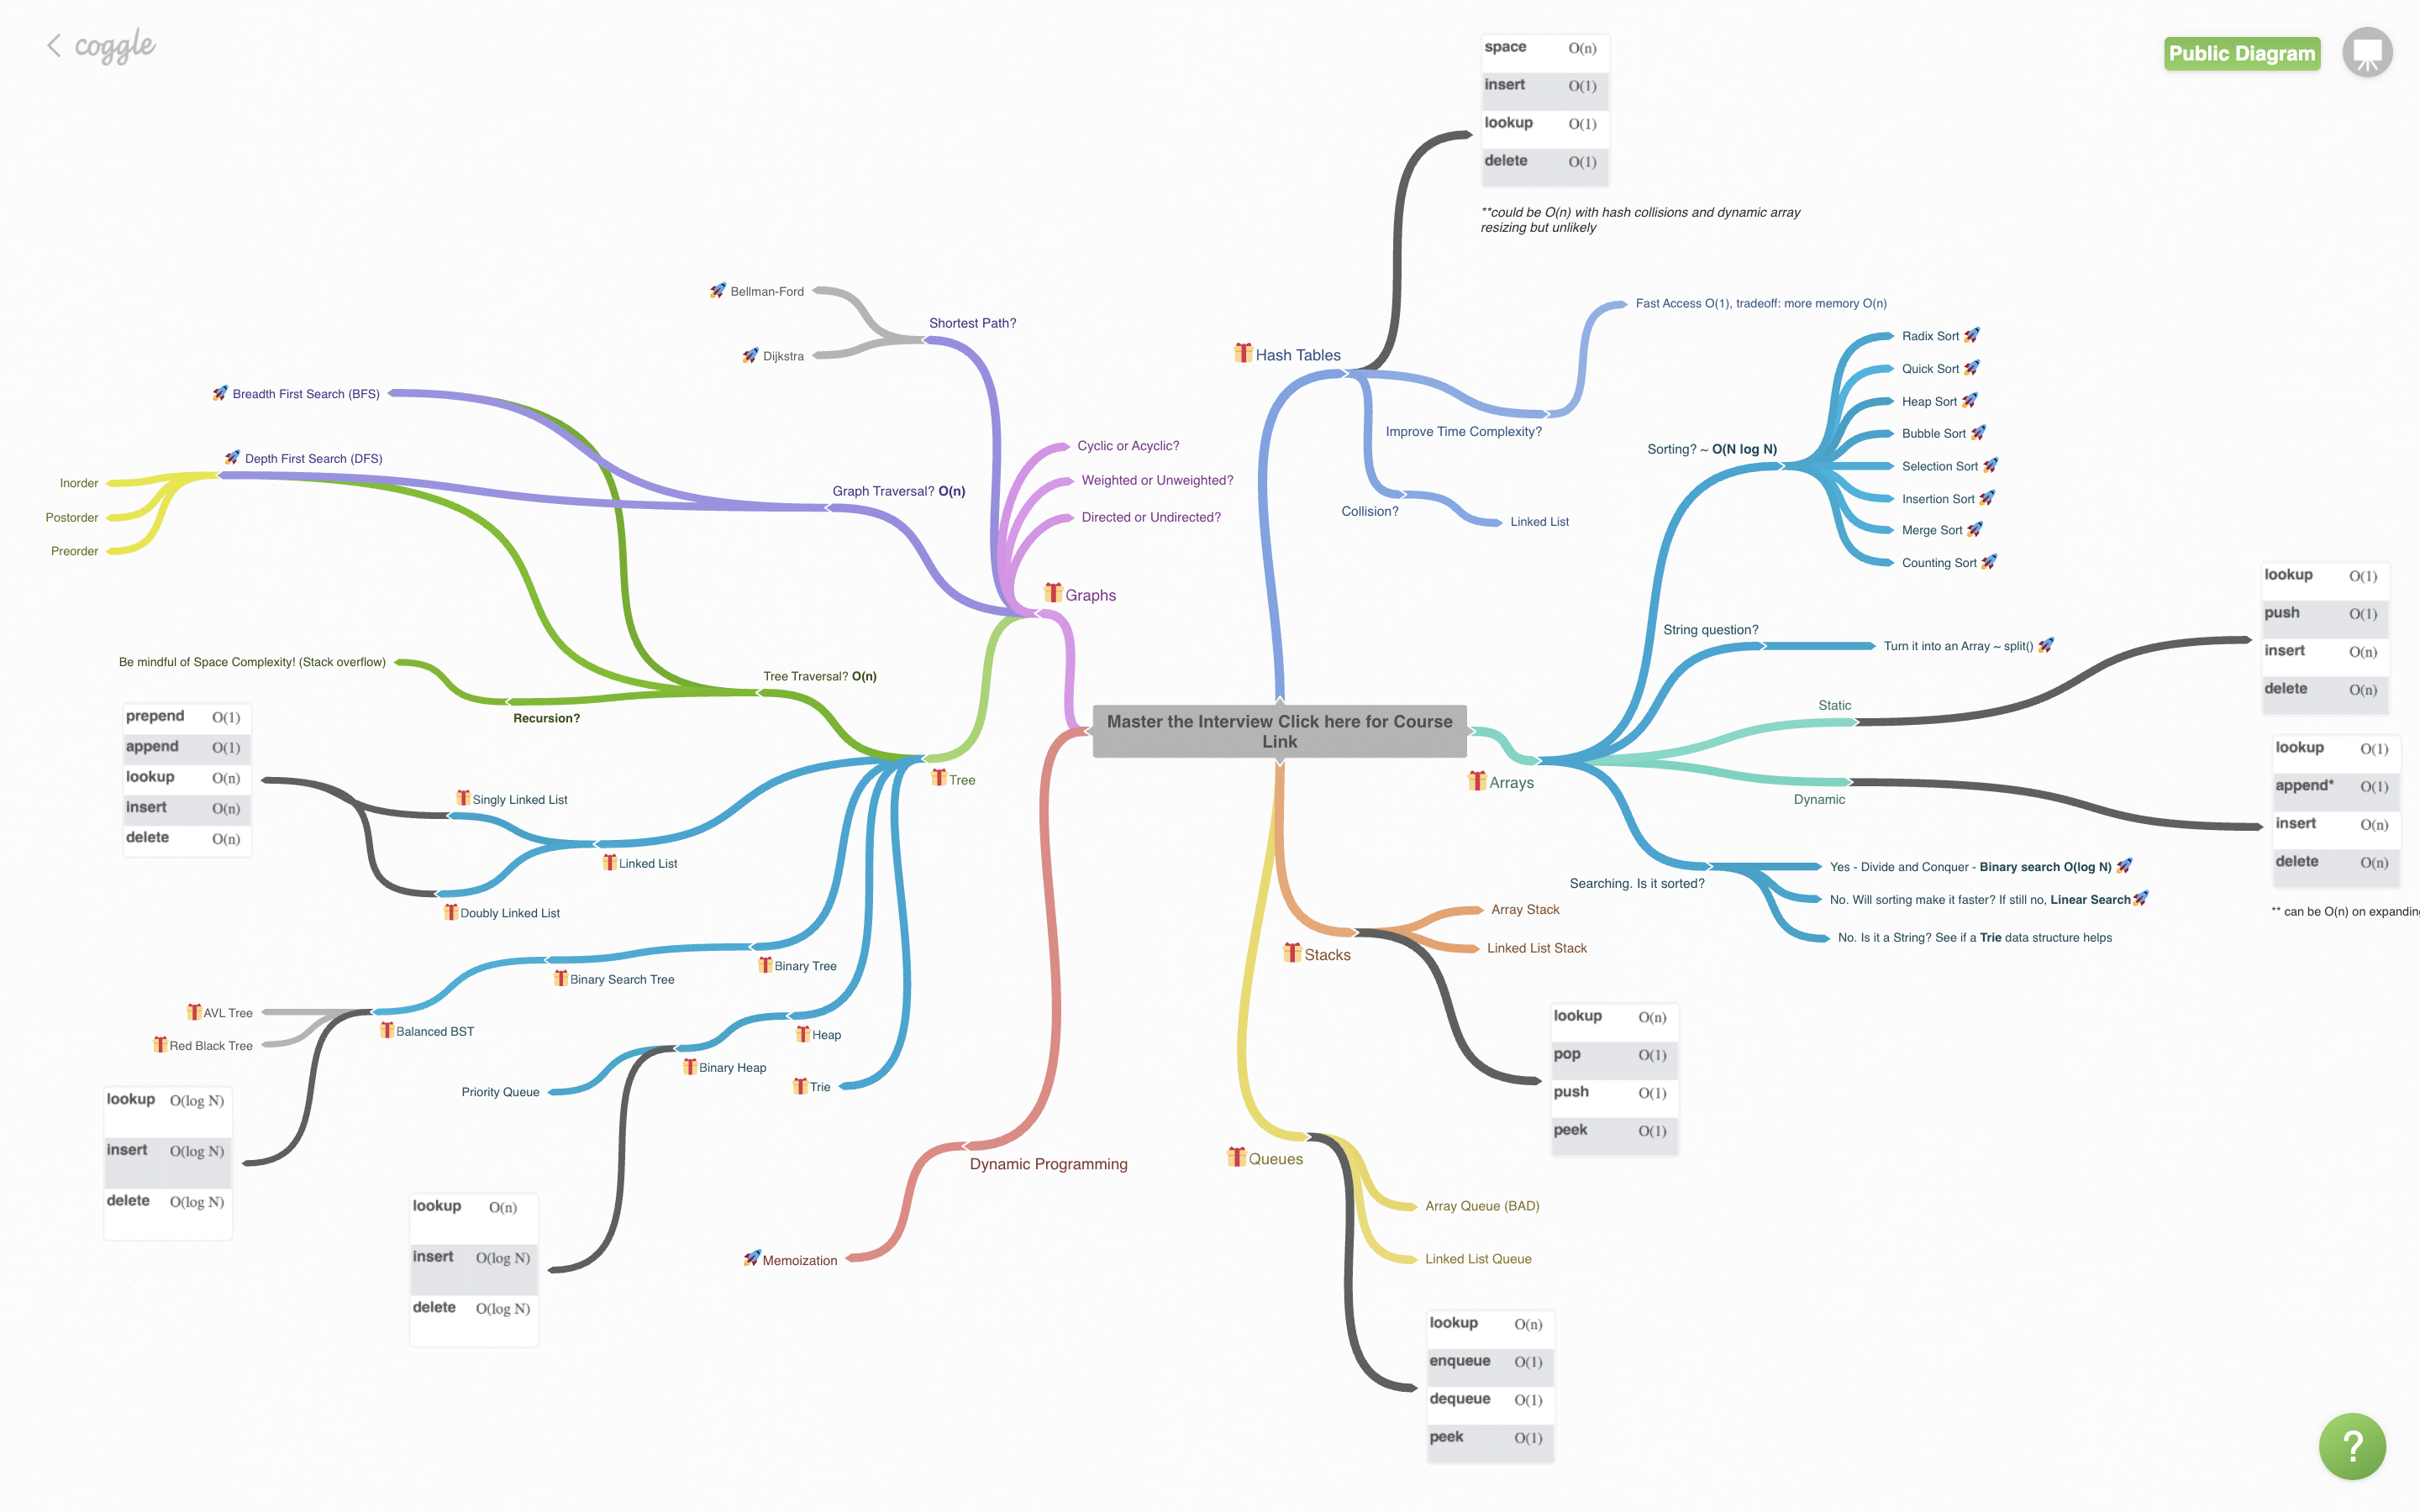 coggle
Public Diagram
space O(n)
insert O(1)
lookup O(1)
delete O(1)
**could be O(n) with hash collisions and dynamic array
resizing but unlikely
Bellman-Ford
Shortest Path?
Dijkstra
Breadth First Search (BFS)
Depth First Search (DFS)
Inorder
Postorder
Preorder
Graph Traversal? O(n)
Cyclic or Acyclic?
Weighted or Unweighted?
Directed or Undirected?
Graphs
Be mindful of Space Complexity! (Stack overflow)
Recursion?
Tree Traversal? O(n)
Tree
prepend O(1)
append O(1)
lookup O(n)
insert O(n)
delete O(n)
Singly Linked List
Linked List
Doubly Linked List
Binary Tree
Binary Search Tree
AVL Tree
Red Black Tree
Balanced BST
Heap
Binary Heap
Priority Queue
Trie
lookup O(log N)
insert O(log N)
delete O(log N)
lookup O(n)
insert O(log N)
delete O(log N)
Dynamic Programming
Memoization
Master the Interview Click here for Course
Link
Hash Tables
Fast Access O(1), tradeoff: more memory O(n)
Improve Time Complexity?
Collision?
Linked List
Sorting? ~ O(N log N)
Radix Sort
Quick Sort
Heap Sort
Bubble Sort
Selection Sort
Insertion Sort
Merge Sort
Counting Sort
String question?
Turn it into an Array ~ split()
Static
Dynamic
Arrays
lookup O(1)
push O(1)
insert O(n)
delete O(n)
lookup O(1)
append* O(1)
insert O(n)
delete O(n)
** can be O(n) on expanding
Searching. Is it sorted?
Yes - Divide and Conquer - Binary search O(log N)
No. Will sorting make it faster? If still no, Linear Search
No. Is it a String? See if a Trie data structure helps
Array Stack
Linked List Stack
Stacks
lookup O(n)
pop O(1)
push O(1)
peek O(1)
Queues
Array Queue (BAD)
Linked List Queue
lookup O(n)
enqueue O(1)
dequeue O(1)
peek O(1)
?